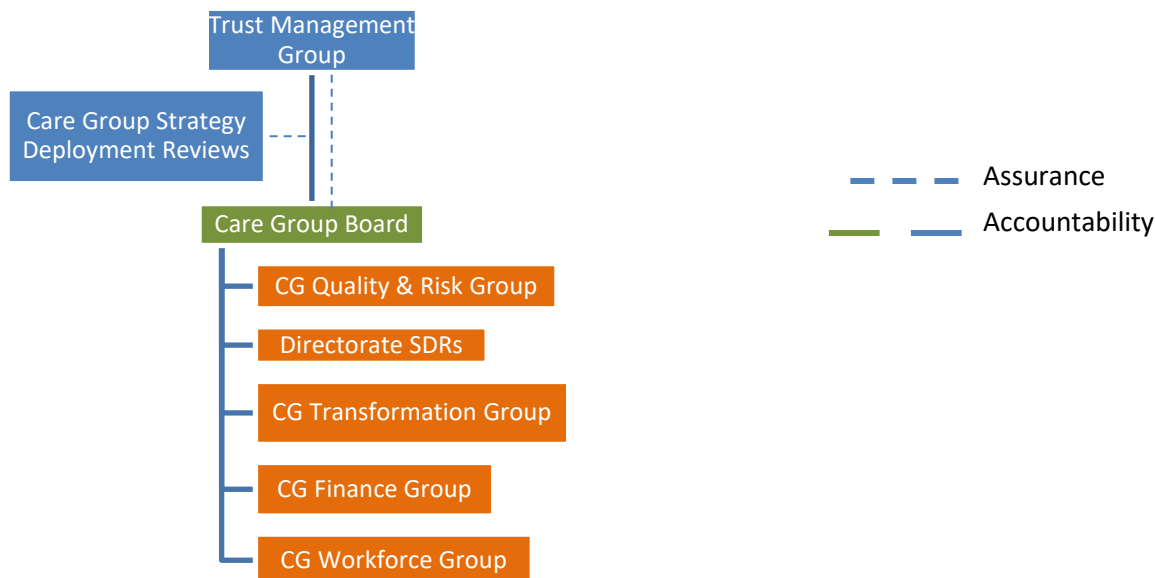 Trust Management
Group
Care Group Strategy
Deployment Reviews
Assurance
Accountability
Care Group Board
CG Quality & Risk Group
Directorate SDRs
CG Transformation Group
CG Finance Group
CG Workforce Group